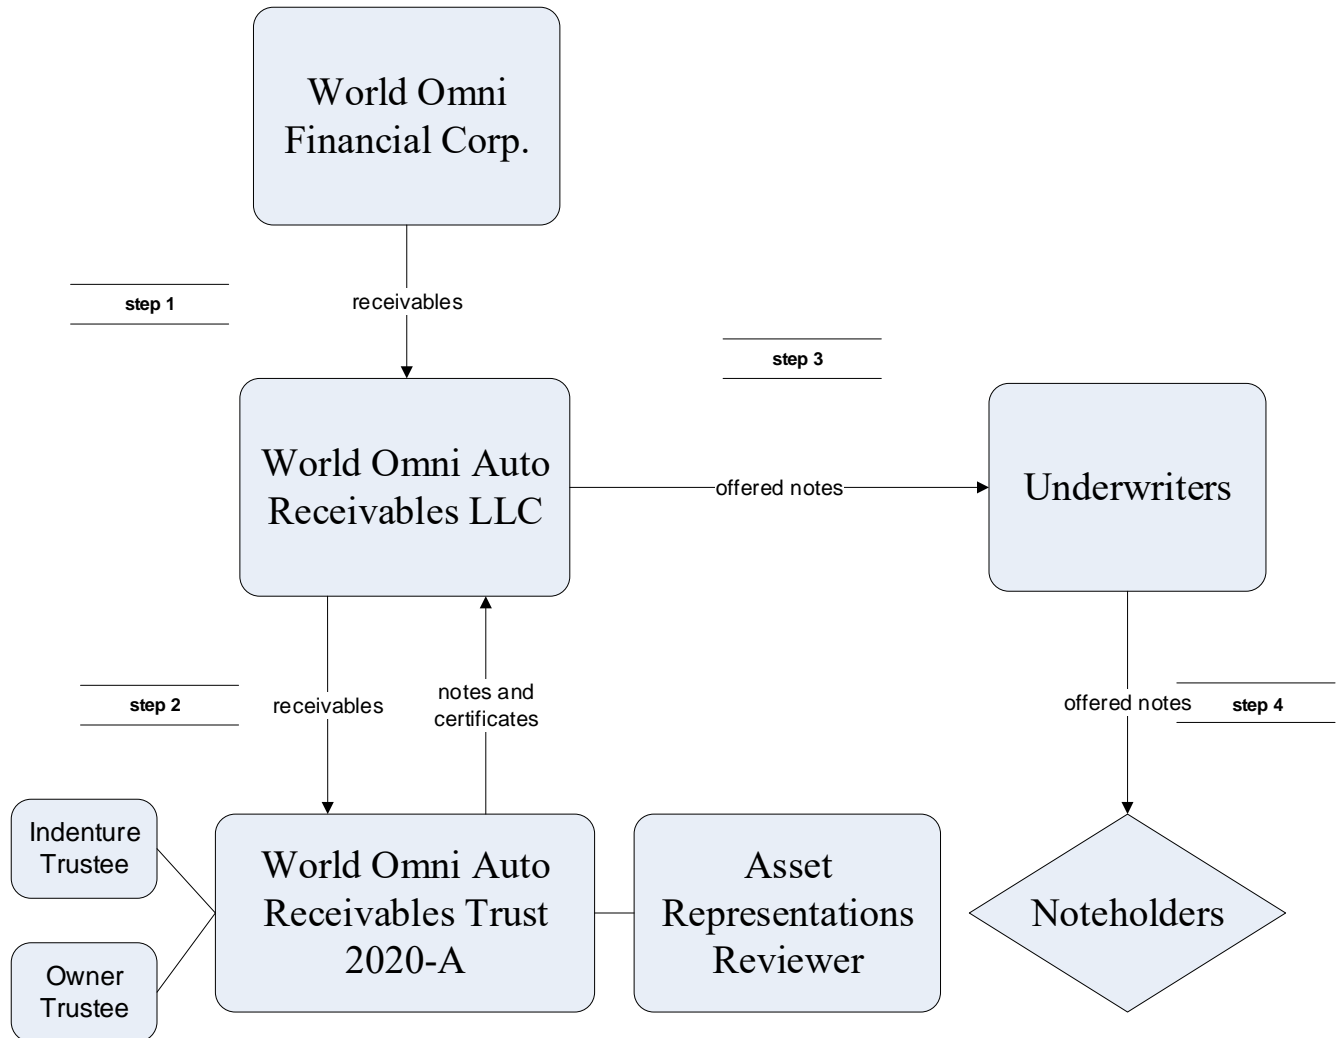 World Omni
Financial Corp.
step 1
receivables
step 3
World Omni Auto
Receivables LLC
offered notes
Underwriters
step 2
receivables
notes and
certificates
offered notes
step 4
Indenture
Trustee
Owner
Trustee
World Omni Auto
Receivables Trust
2020-A
Asset
Representations
Reviewer
Noteholders